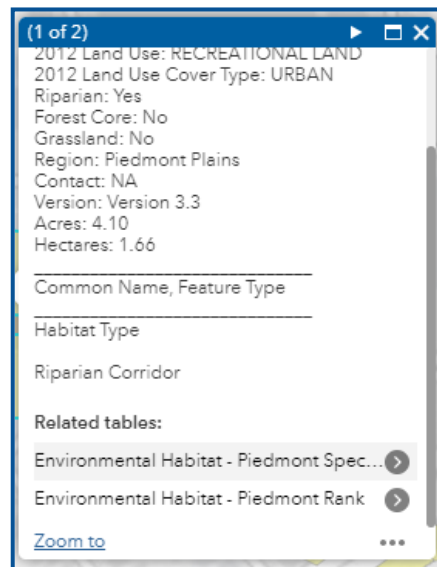 (1 of 2)
2012 Land Use: RECREATIONAL LAND
2012 Land Use Cover Type: URBAN
Riparian: Yes
Forest Core: No
Grassland: No
Region: Piedmont Plains
Contact: NA
Version: Version 3.3
Acres: 4.10
Hectares: 1.66
Common Name, Feature Type
Habitat Type
Riparian Corridor
Related tables:
Environmental Habitat - Piedmont Spec...
Environmental Habitat - Piedmont Rank
Zoom to